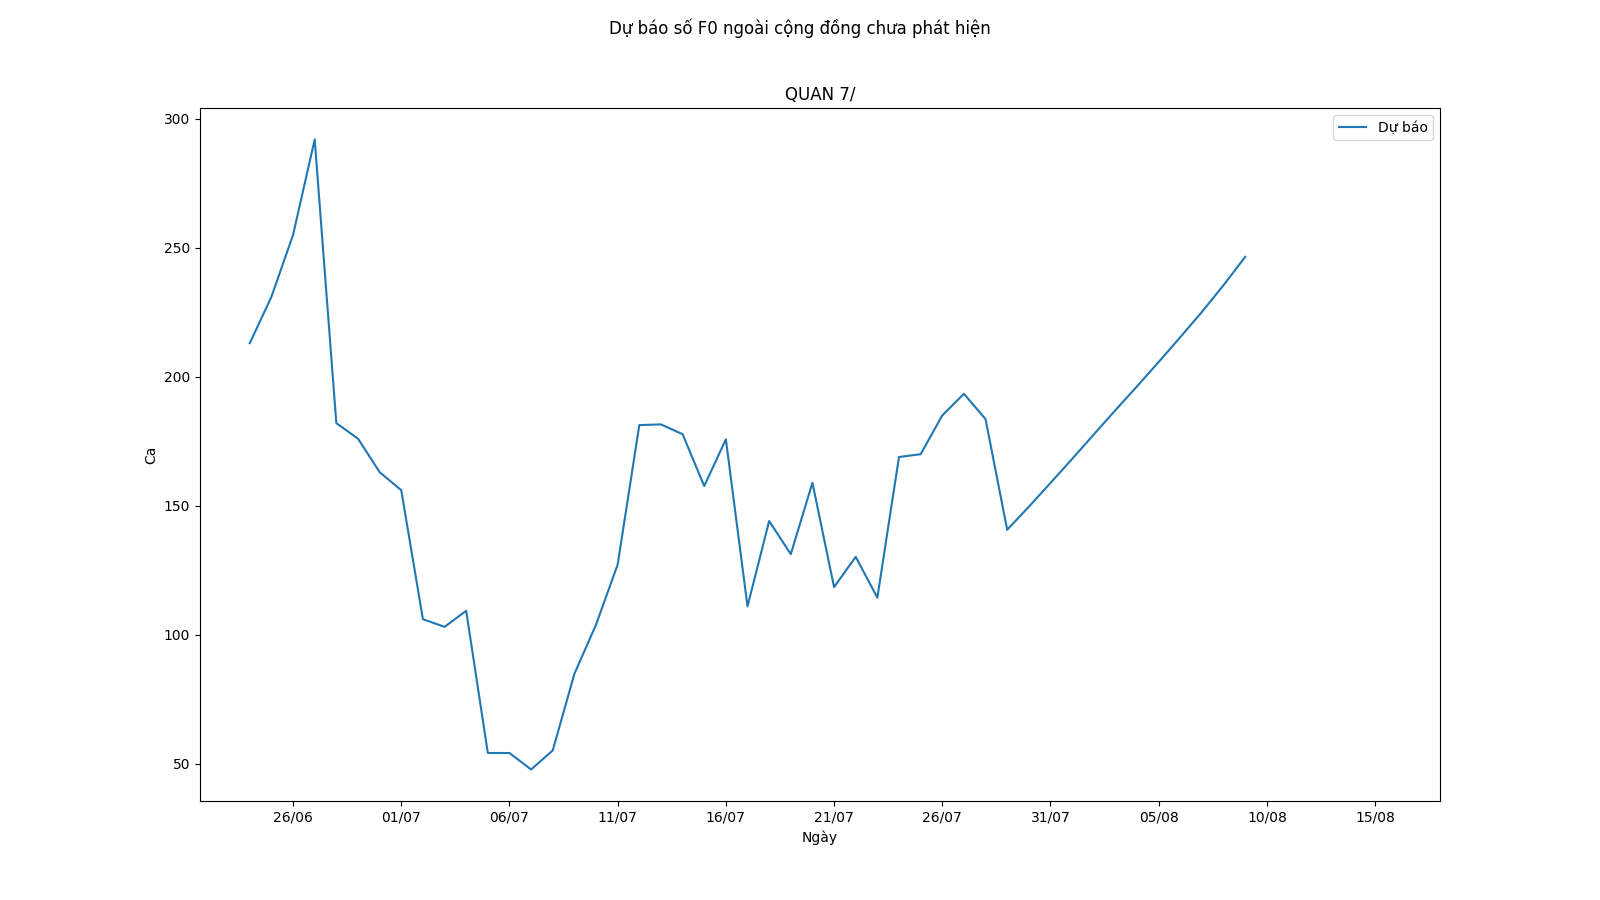 Dự báo số F0 ngoài cộng đồng chưa phát hiện
QUAN 7/
Dự báo
300
250
200
150
100
50
Ca
26/06 01/07 06/07 11/07 16/07 21/07 26/07 31/07 05/08 10/08 15/08
Ngày